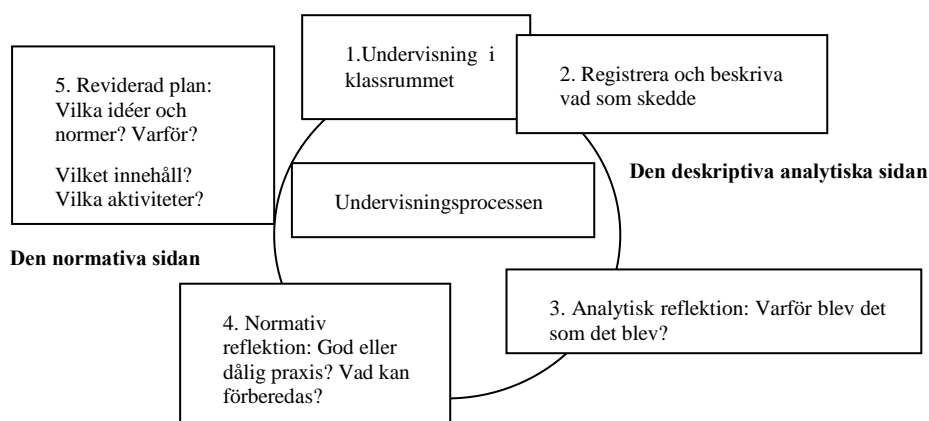 1.Undervisning i
klassrummet
2. Registrera och beskriva
vad som skedde
Den deskriptiva analytiska sidan
3. Analytisk reflektion: Varför blev det
som det blev?
4. Normativ
reflektion: God eller
dålig praxis? Vad kan
förberedas?
Den normativa sidan
5. Reviderad plan:
Vilka idéer och
normer? Varför?
Vilket innehåll?
Vilka aktiviteter?
Undervisningsprocessen